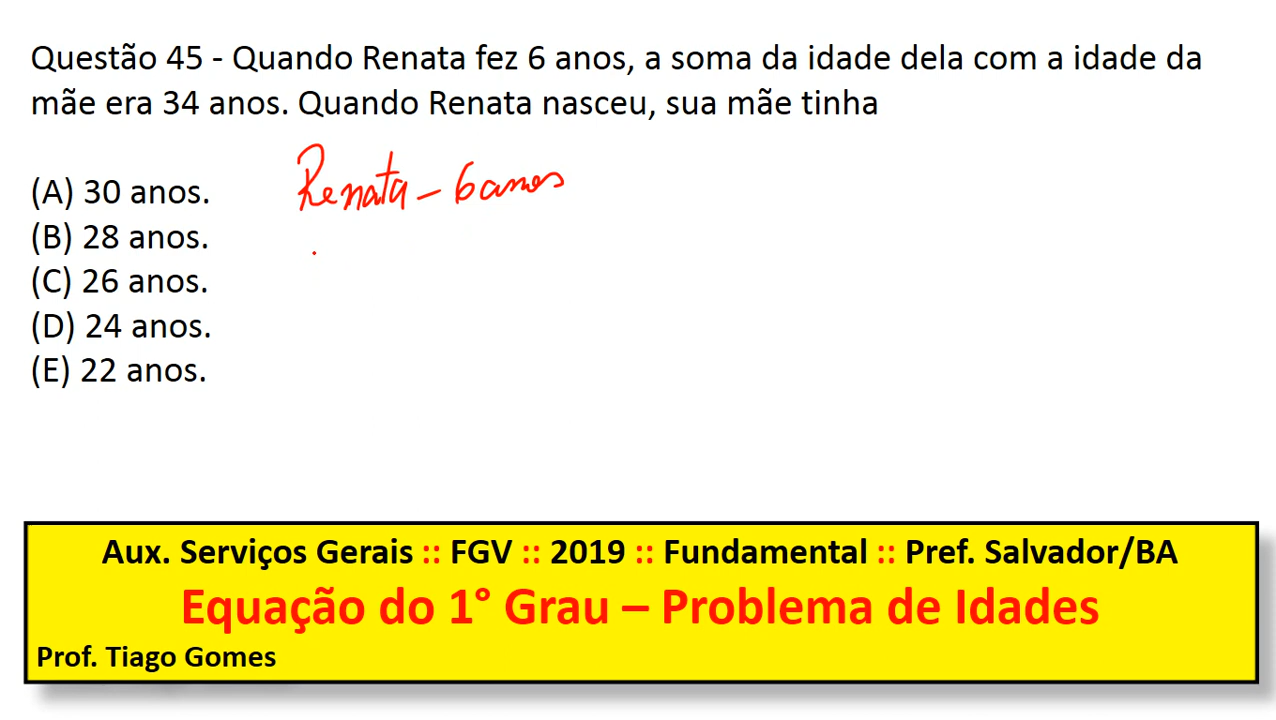 Questão 45 - Quando Renata fez 6 anos, a soma da idade dela com a idade da
mãe era 34 anos. Quando Renata nasceu, sua mãe tinha
Renata - 6 anos
(A) 30 anos.
(B) 28 anos.
(C) 26 anos.
(D) 24 anos.
(E) 22 anos.
Aux. Serviços Gerais :: FGV :: 2019 :: Fundamental :: Pref. Salvador/BA
Equação do 1° Grau – Problema de Idades
Prof. Tiago Gomes